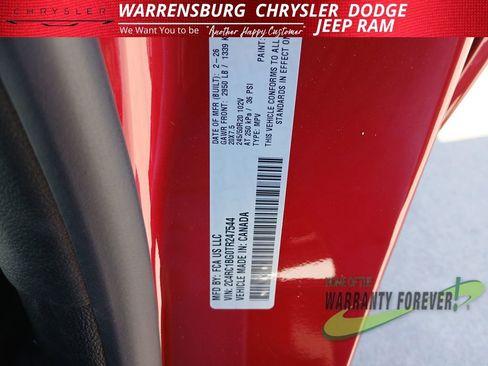 WARRENSBURG CHRYSLER DODGE
JEEP RAM
CHRYSLER
We Want You to be "Another Happy Customer"
MFD BY: FCA US LLC
DATE OF MFR (BUILT): 2-26
GAWR FRONT: 2950 LB / 1339 K
20X7.5
245/50R20 102V
AT 250 kPa / 36 PSI
TYPE: MPV
VIN: 2C4RC1BG0TR247544
VEHICLE MADE IN: CANADA
PAINT:
THIS VEHICLE CONFORMS TO ALL
STANDARDS IN EFFECT ON
HOME OF THE
WARRANTY FOREVER!